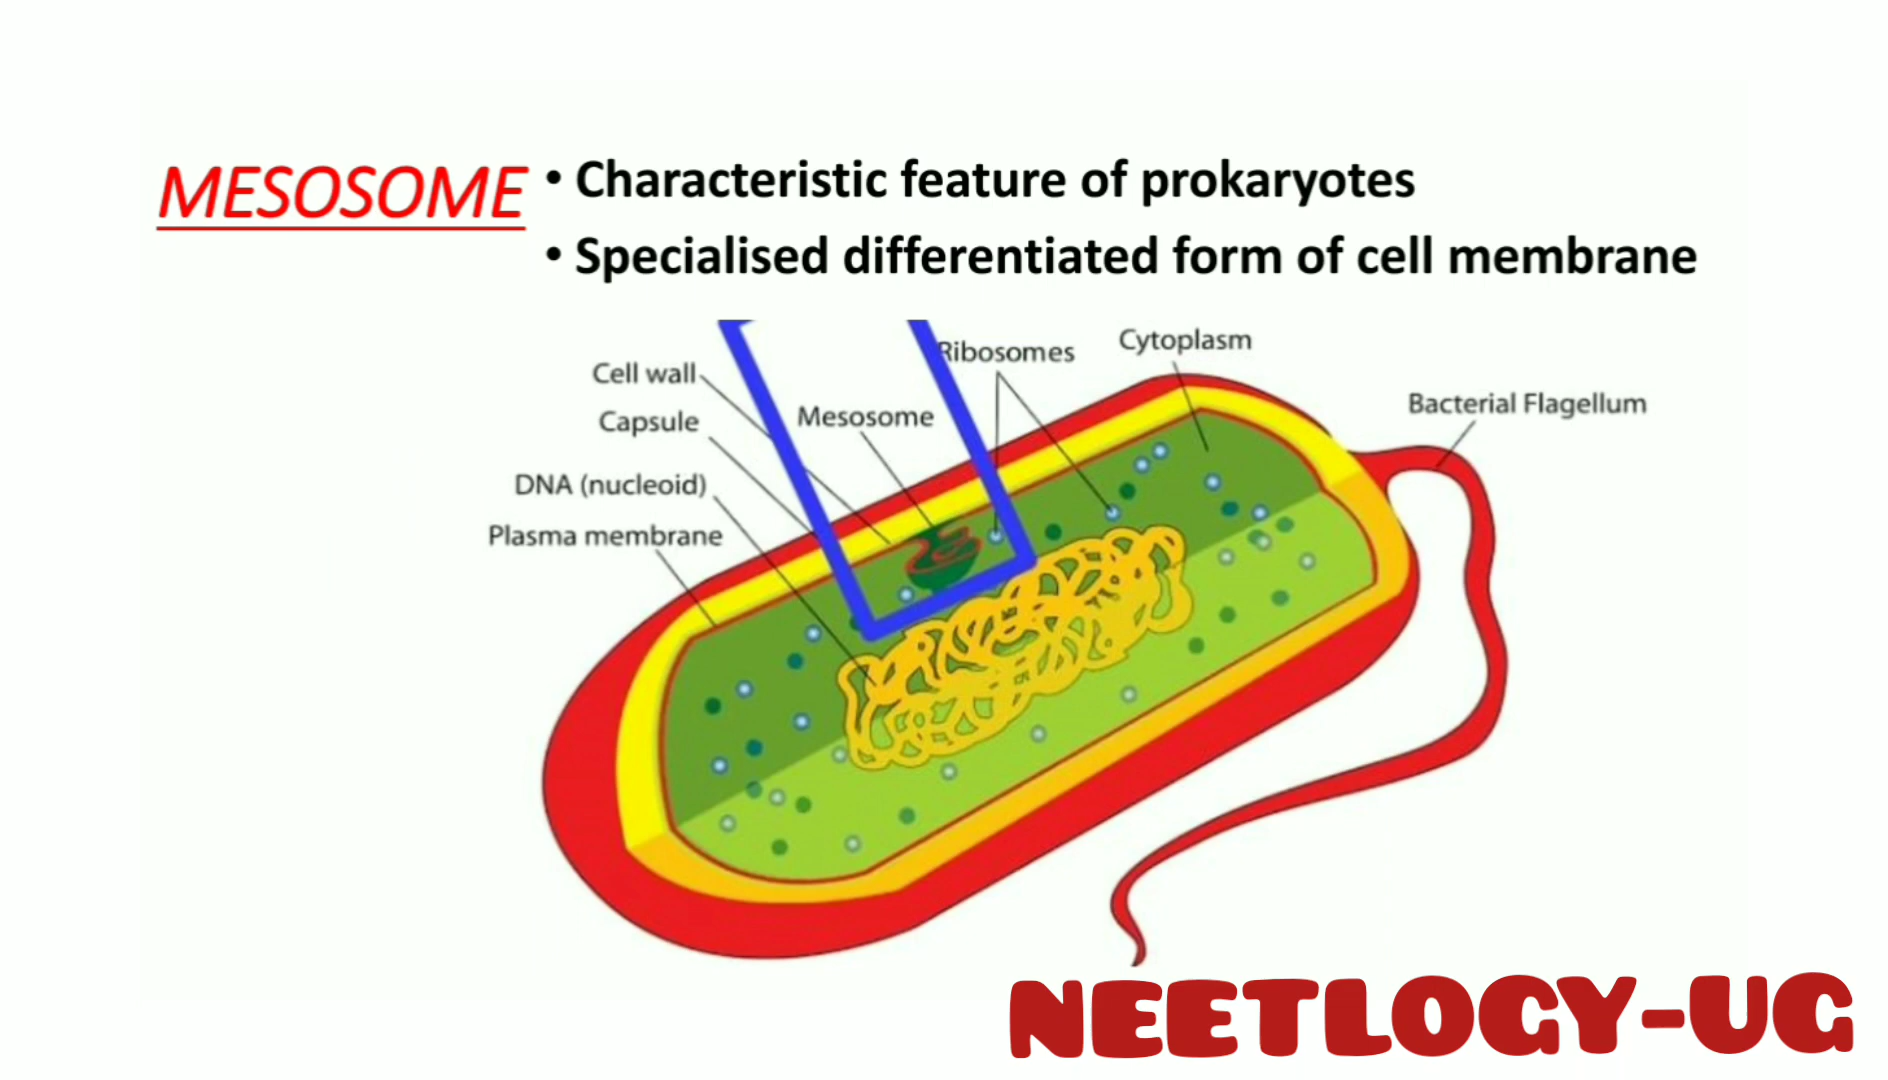 MESOSOME
• Characteristic feature of prokaryotes
• Specialised differentiated form of cell membrane
Cell wall
Capsule
DNA (nucleoid)
Plasma membrane
Mesosome
Ribosomes
Cytoplasm
Bacterial Flagellum
NEETLOGY-UG